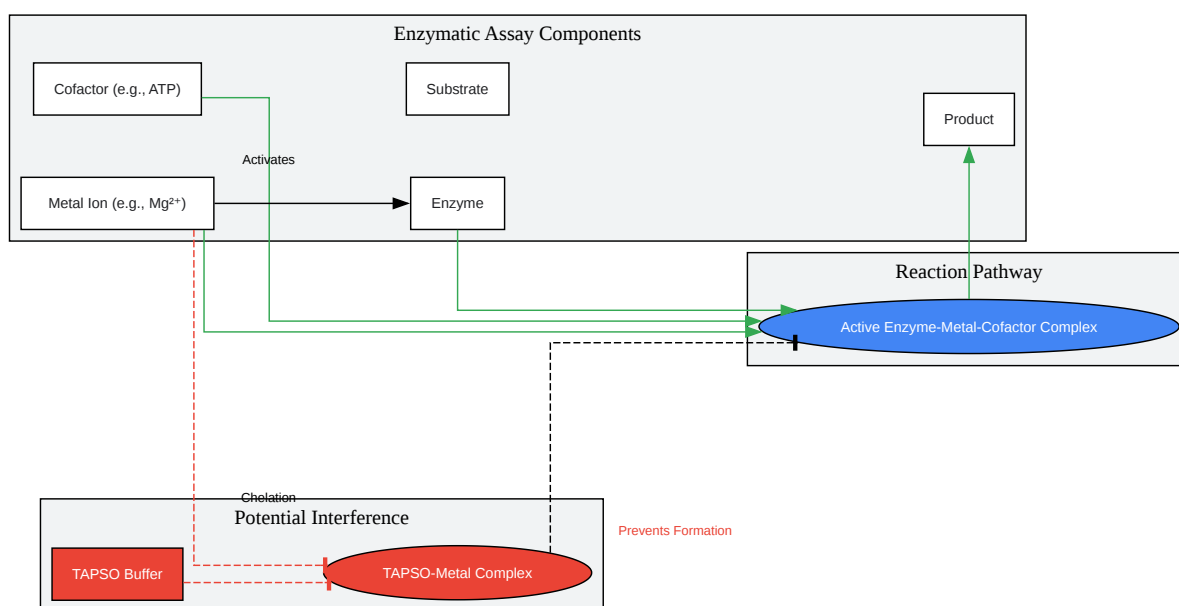 Enzymatic Assay Components
Cofactor (e.g., ATP)
Substrate
Product
Activates
Metal Ion (e.g., Mg²⁺)
Enzyme
Reaction Pathway
Active Enzyme-Metal-Cofactor Complex
Chelation
Potential Interference
Prevents Formation
TAPSO Buffer
TAPSO-Metal Complex